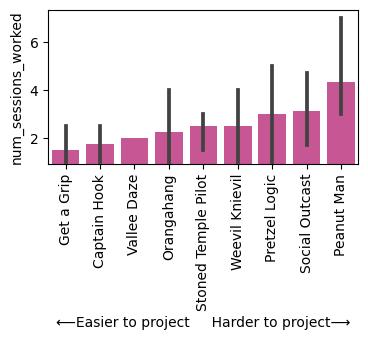 num_sessions_worked
6
4
2
Get a Grip
Captain Hook
Vallee Daze
Orangahang
Stoned Temple Pilot
Weevil Knievil
Pretzel Logic
Social Outcast
Peanut Man
⟵Easier to project Harder to project⟶